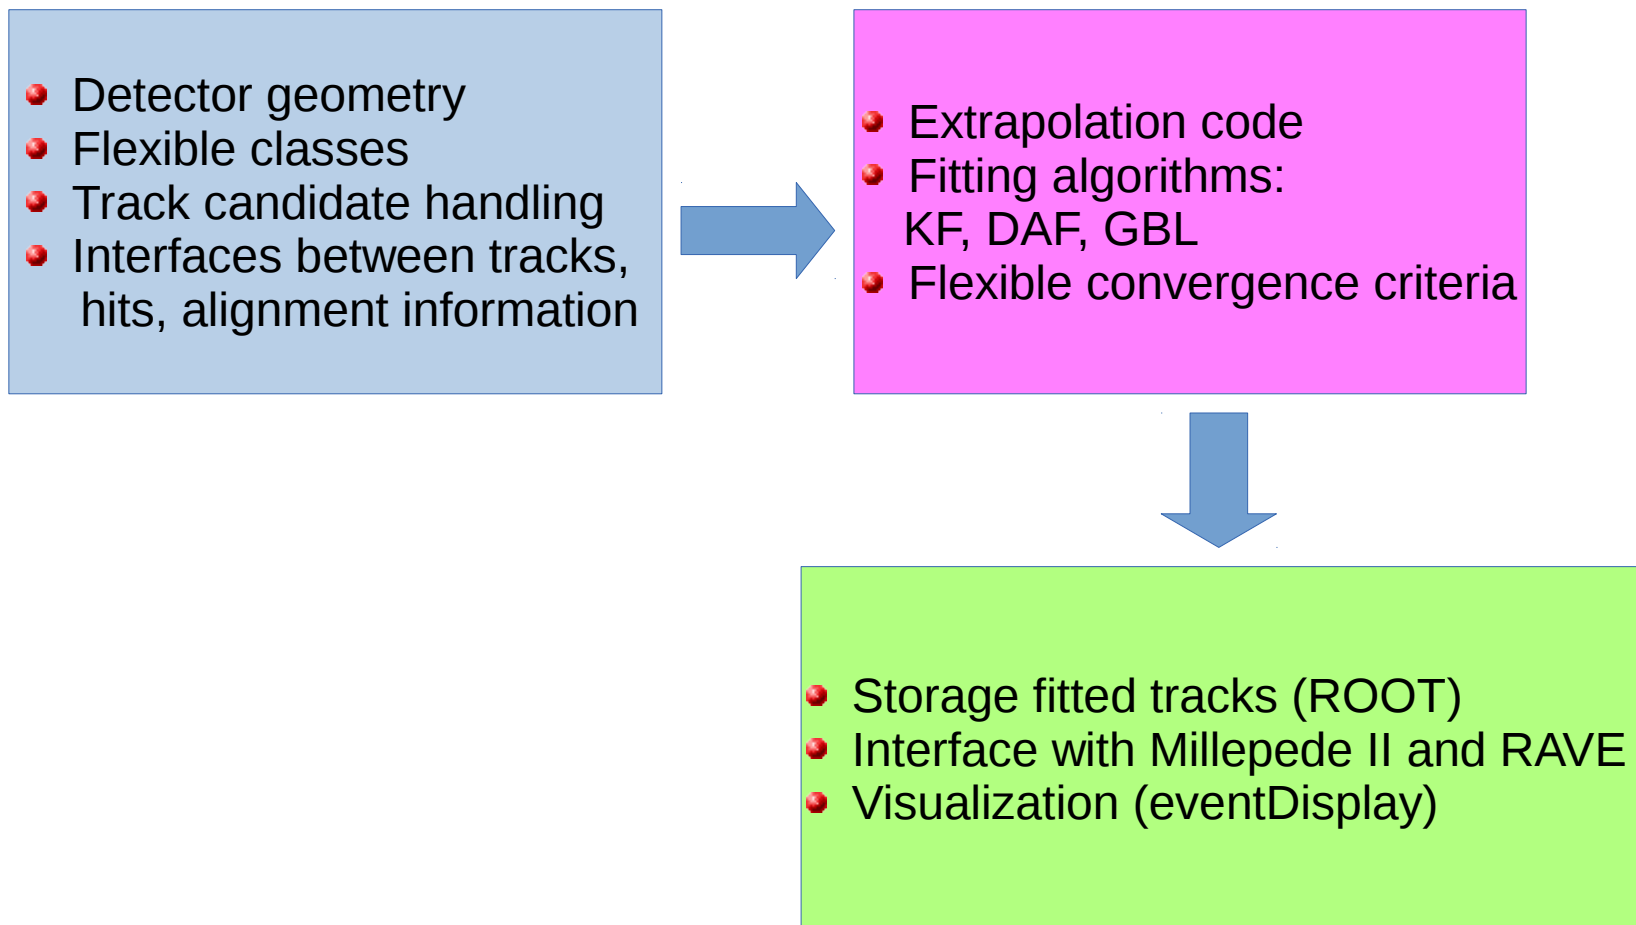 Detector geometry
Flexible classes
Track candidate handling
Interfaces between tracks,
hits, alignment information
Extrapolation code
Fitting algorithms:
KF, DAF, GBL
Flexible convergence criteria
Storage fitted tracks (ROOT)
Interface with Millepede II and RAVE
Visualization (eventDisplay)